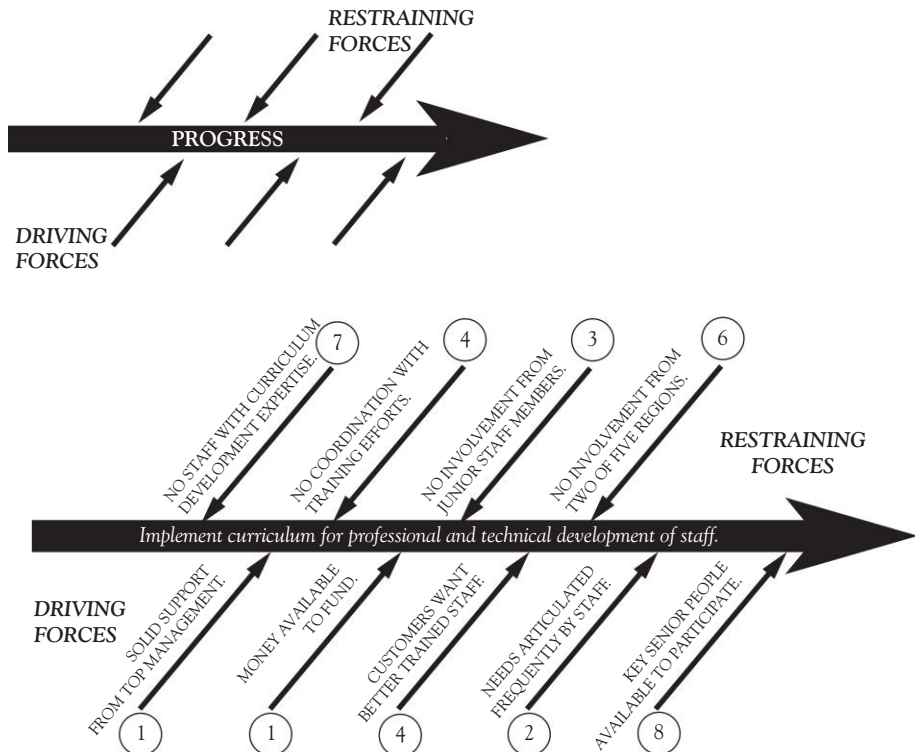 RESTRAINING
FORCES
PROGRESS
DRIVING
FORCES
7
NO STAFF WITH CURRICULUM
DEVELOPMENT EXPERTISE.
4
NO COORDINATION WITH
TRAINING EFFORTS.
3
NO INVOLVEMENT FROM
JUNIOR STAFF MEMBERS.
6
NO INVOLVEMENT FROM
TWO OF FIVE REGIONS.
RESTRAINING
FORCES
Implement curriculum for professional and technical development of staff.
DRIVING
FORCES
SOLID SUPPORT
FROM TOP MANAGEMENT.
1
MONEY AVAILABLE
TO FUND.
1
CUSTOMERS WANT
BETTER TRAINED STAFF.
4
NEEDS ARTICULATED
FREQUENTLY BY STAFF.
2
KEY SENIOR PEOPLE
AVAILABLE TO PARTICIPATE.
8